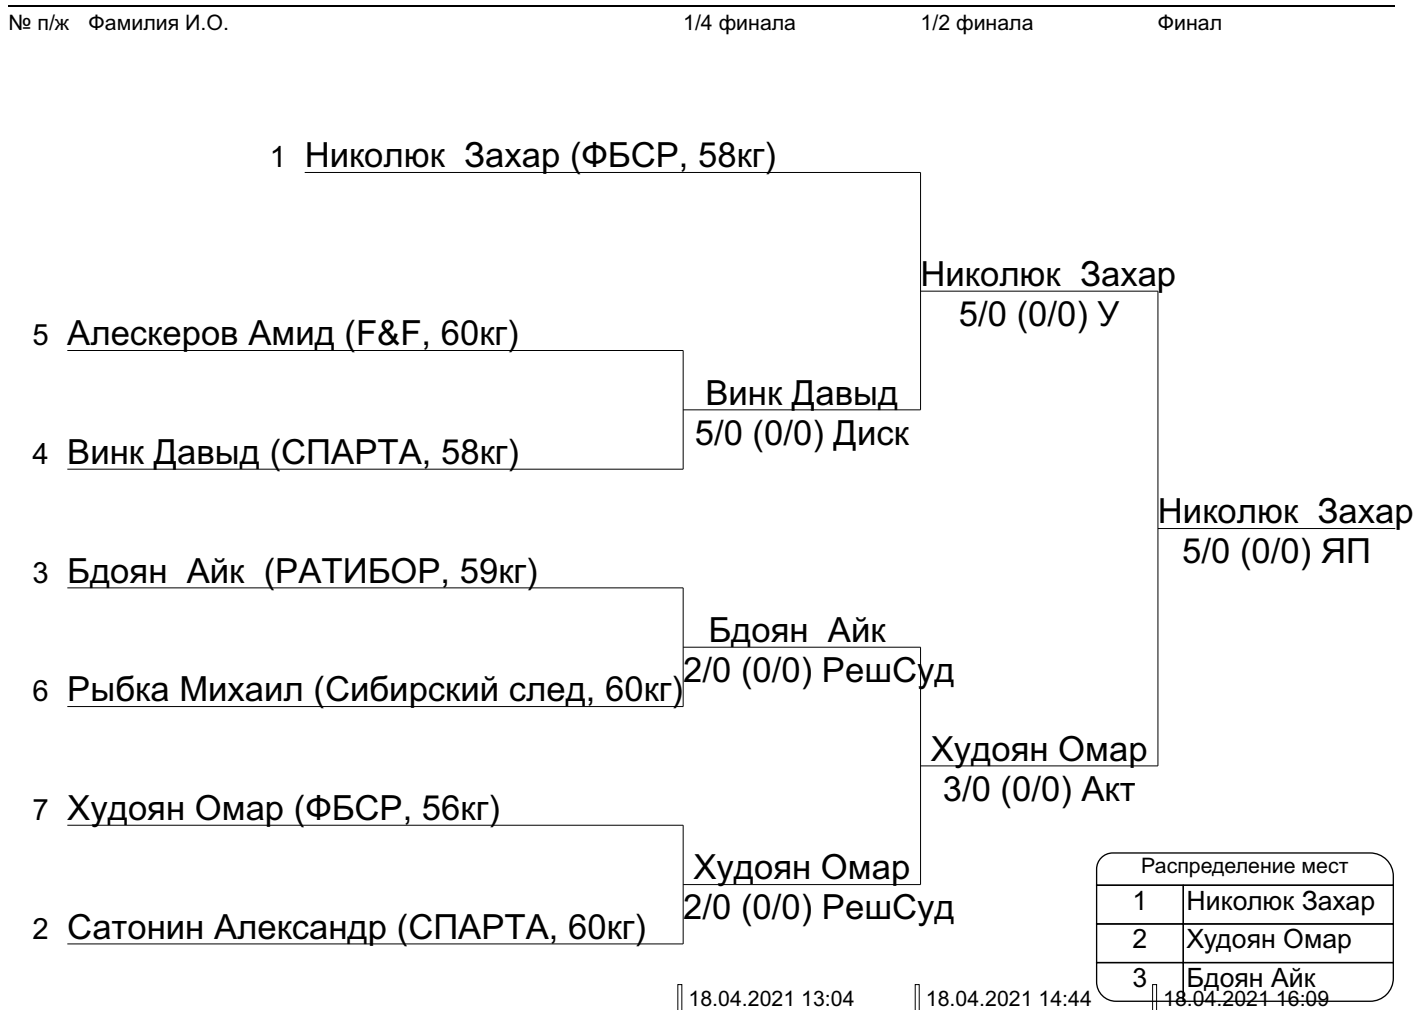 № п/ж Фамилия И.О. 1/4 финала 1/2 финала Финал
1 Николюк Захар (ФБСР, 58кг)
Николюк Захар
5/0 (0/0) У
5 Алескеров Амид (F&F, 60кг)
Винк Давыд
5/0 (0/0) Диск
4 Винк Давыд (СПАРТА, 58кг)
Николюк Захар
5/0 (0/0) ЯП
3 Бдоян Айк (РАТИБОР, 59кг)
Бдоян Айк
2/0 (0/0) РешСуд
6 Рыбка Михаил (Сибирский след, 60кг)
Худоян Омар
3/0 (0/0) Акт
7 Худоян Омар (ФБСР, 56кг)
Худоян Омар
2/0 (0/0) РешСуд
2 Сатонин Александр (СПАРТА, 60кг)
Распределение мест
1 Николюк Захар
2 Худоян Омар
3 Бдоян Айк
18.04.2021 13:04 18.04.2021 14:44 18.04.2021 16:09